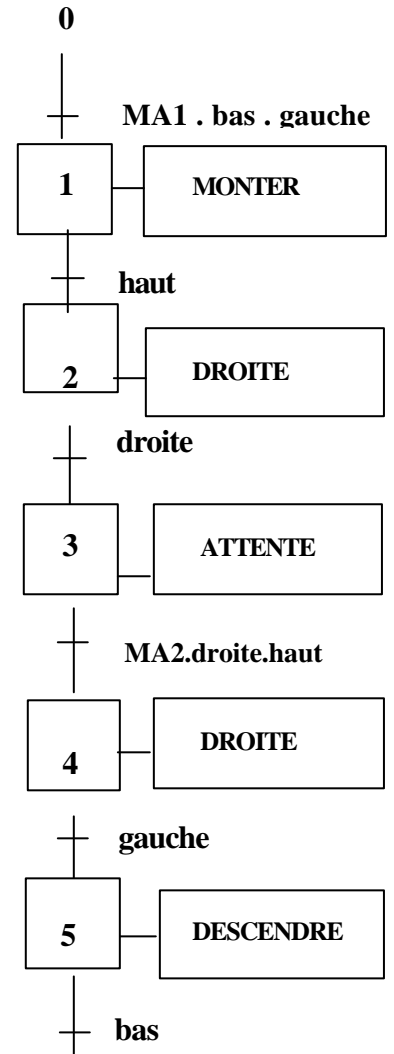 0
MA1 . bas . gauche
1 MONTER
haut
2 DROITE
droite
3 ATTENTE
MA2.droite.haut
4 DROITE
gauche
5 DESCENDRE
bas